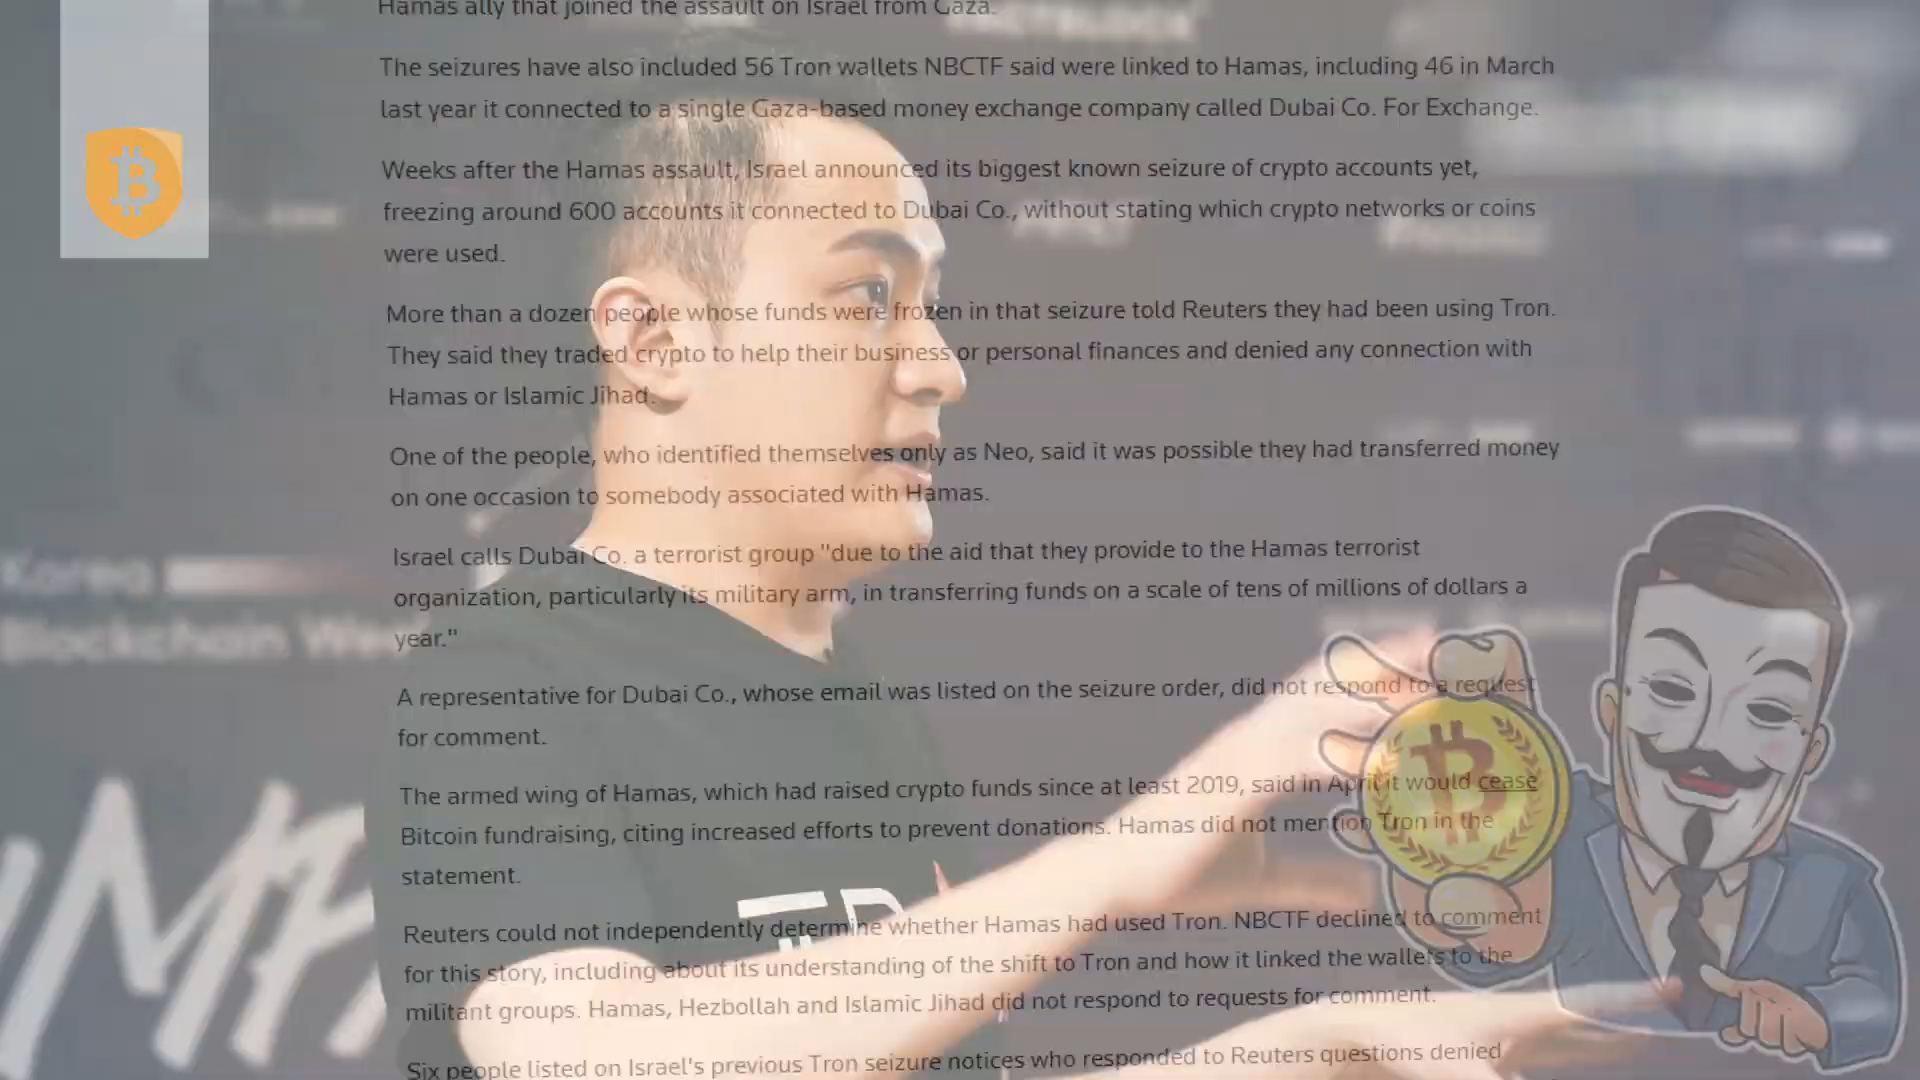 Hamas ally that joined the assault on Israel from Gaza.
The seizures have also included 56 Tron wallets NBCTF said were linked to Hamas, including 46 in March
last year it connected to a single Gaza-based money exchange company called Dubai Co. For Exchange.
Weeks after the Hamas assault, Israel announced its biggest known seizure of crypto accounts yet,
freezing around 600 accounts it connected to Dubai Co., without stating which crypto networks or coins
were used.
More than a dozen people whose funds were frozen in that seizure told Reuters they had been using Tron.
They said they traded crypto to help their business or personal finances and denied any connection with
Hamas or Islamic Jihad.
One of the people, who identified themselves only as Neo, said it was possible they had transferred money
on one occasion to somebody associated with Hamas.
Israel calls Dubai Co. a terrorist group "due to the aid that they provide to the Hamas terrorist
organization, particularly its military arm, in transferring funds on a scale of tens of millions of dollars a
year."
Korea
Blockchain
A representative for Dubai Co., whose email was listed on the seizure order, did not respond to a request
for comment.
The armed wing of Hamas, which had raised crypto funds since at least 2019, said in April it would cease
Bitcoin fundraising, citing increased efforts to prevent donations. Hamas did not mention Tron in the
statement.
Reuters could not independently determine whether Hamas had used Tron. NBCTF declined to comment
for this story, including about its understanding of the shift to Tron and how it linked the wallets to the
militant groups. Hamas, Hezbollah and Islamic Jihad did not respond to requests for comment.
Six people listed on Israel's previous Tron seizure notices who responded to Reuters questions denied